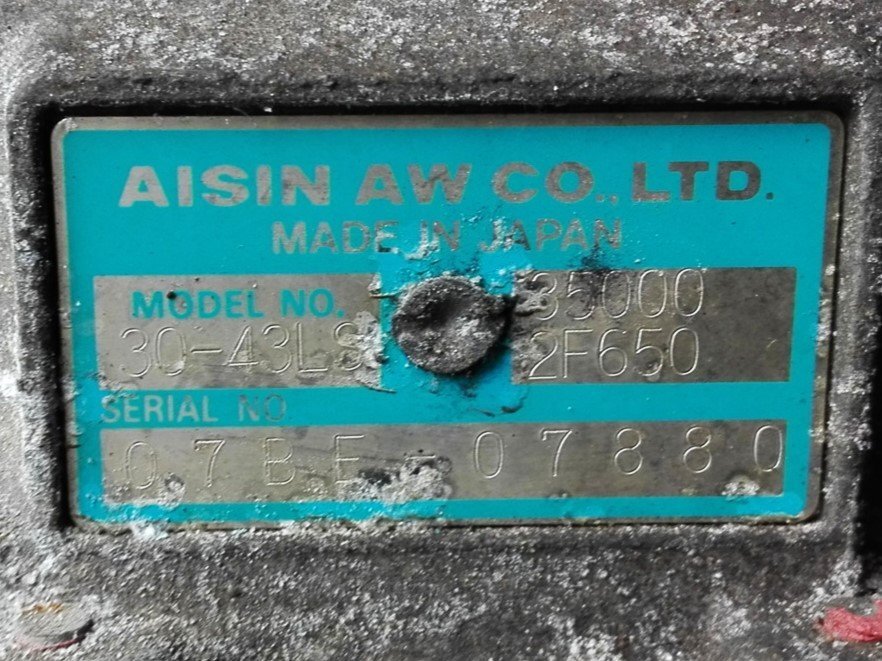 AISIN AW CO., LTD.
MADE IN JAPAN
MODEL NO.
35000
30-43LS
2F650
SERIAL NO.
07BE-07880